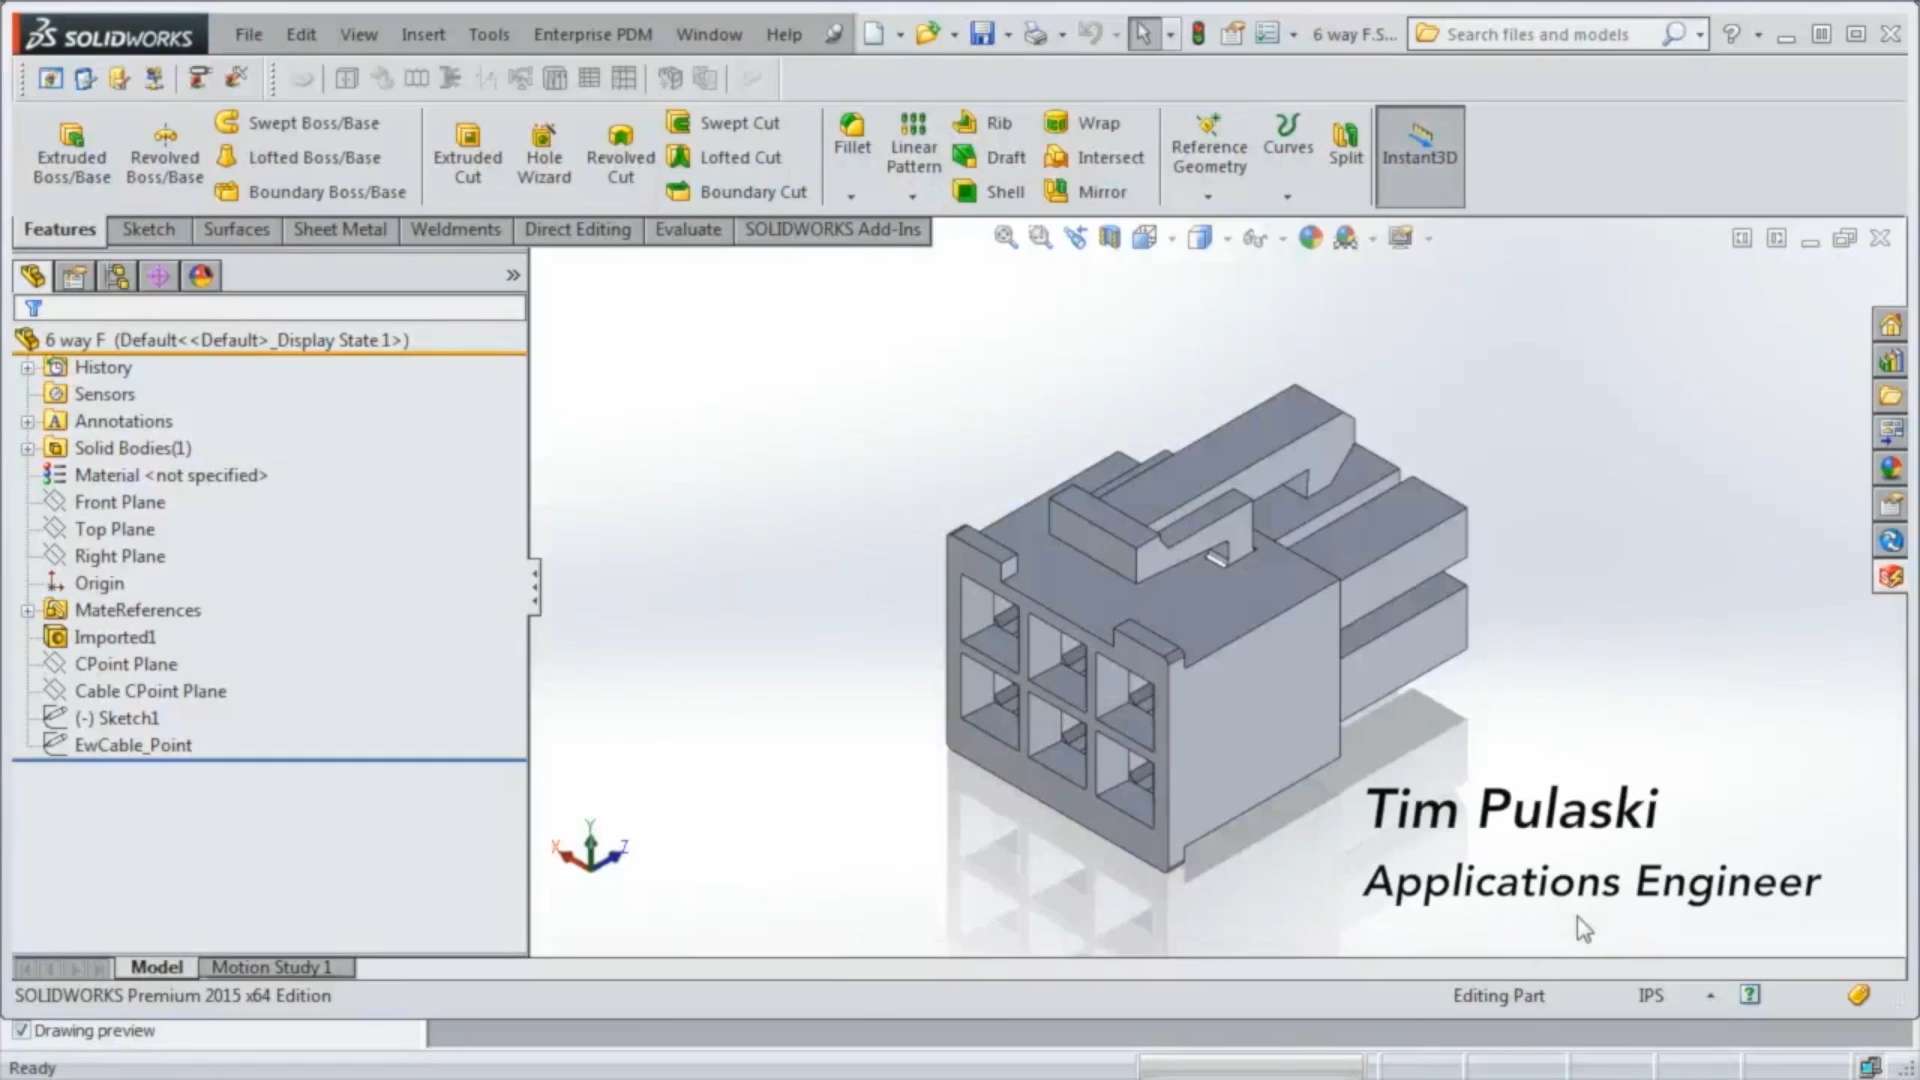 SOLIDWORKS File Edit View Insert Tools Enterprise PDM Window Help 6 way F.S... Search files and models
Extruded Boss/Base
Revolved Boss/Base
Swept Boss/Base
Lofted Boss/Base
Boundary Boss/Base
Extruded Cut
Hole Wizard
Revolved Cut
Swept Cut
Lofted Cut
Boundary Cut
Fillet
Linear Pattern
Rib
Draft
Shell
Wrap
Intersect
Mirror
Reference Geometry
Curves
Split
Instant3D
Features Sketch Surfaces Sheet Metal Weldments Direct Editing Evaluate SOLIDWORKS Add-Ins
6 way F (Default<<Default>_Display State 1>)
History
Sensors
A Annotations
Solid Bodies(1)
Material <not specified>
Front Plane
Top Plane
Right Plane
Origin
MateReferences
Imported1
CPoint Plane
Cable CPoint Plane
(-) Sketch1
EwCable_Point
Y
X Z
Tim Pulaski
Applications Engineer
Model Motion Study 1
SOLIDWORKS Premium 2015 x64 Edition Editing Part IPS ?
Drawing preview
Ready